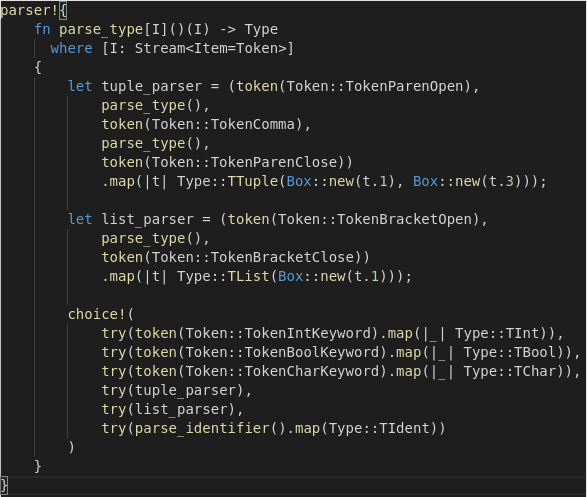 parser!{
    fn parse_type[I]()(I) -> Type
      where [I: Stream<Item=Token>]
    {
        let tuple_parser = (token(Token::TokenParenOpen),
            parse_type(),
            token(Token::TokenComma),
            parse_type(),
            token(Token::TokenParenClose))
            .map(|t| Type::TTuple(Box::new(t.1), Box::new(t.3)));

        let list_parser = (token(Token::TokenBracketOpen),
            parse_type(),
            token(Token::TokenBracketClose))
            .map(|t| Type::TList(Box::new(t.1)));

        choice!(
            try(token(Token::TokenIntKeyword).map(|_| Type::TInt)),
            try(token(Token::TokenBoolKeyword).map(|_| Type::TBool)),
            try(token(Token::TokenCharKeyword).map(|_| Type::TChar)),
            try(tuple_parser),
            try(list_parser),
            try(parse_identifier().map(Type::TIdent))
        )
    }
}